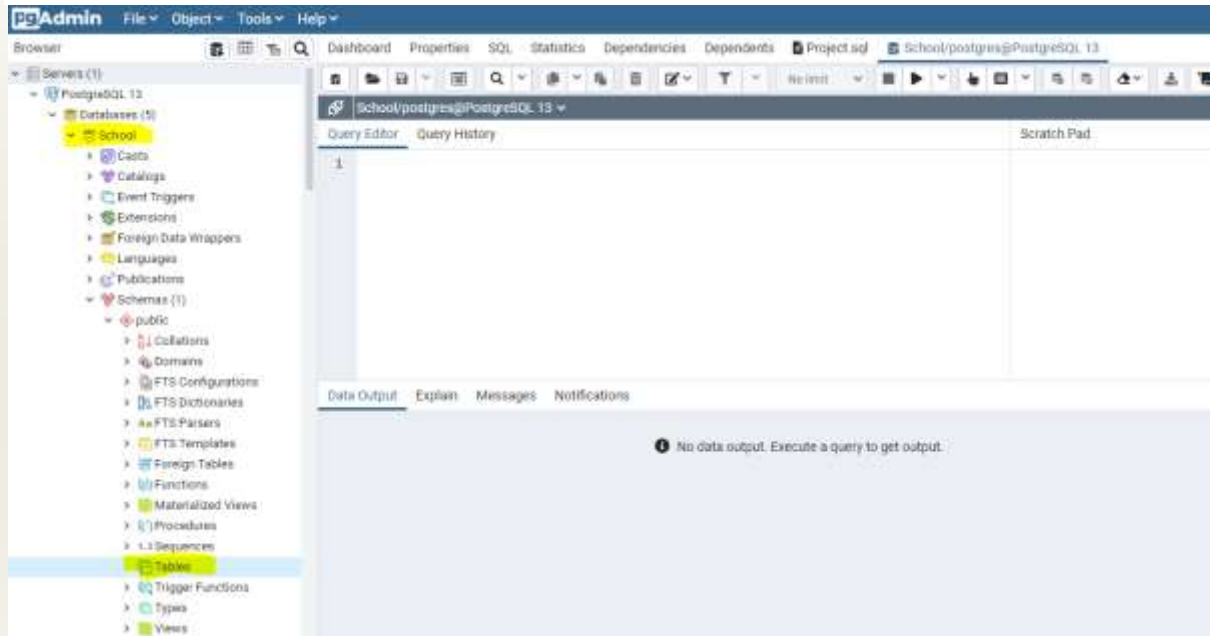 pgAdmin File Object Tools Help
Browser
Dashboard Properties SQL Statistics Dependencies Dependents Project.sql School/postgres@PostgreSQL 13
Servers (1)
No limit
PostgreSQL 13
School/postgres@PostgreSQL 13
Databases (5)
School
Query Editor Query History
Scratch Pad
Casts
1
Catalogs
Event Triggers
Extensions
Foreign Data Wrappers
Languages
Publications
Schemas (1)
public
Collations
Domains
FTS Configurations
Data Output Explain Messages Notifications
FTS Dictionaries
FTS Parsers
FTS Templates
No data output. Execute a query to get output.
Foreign Tables
Functions
Materialized Views
Procedures
1..3 Sequences
Tables
Trigger Functions
Types
Views